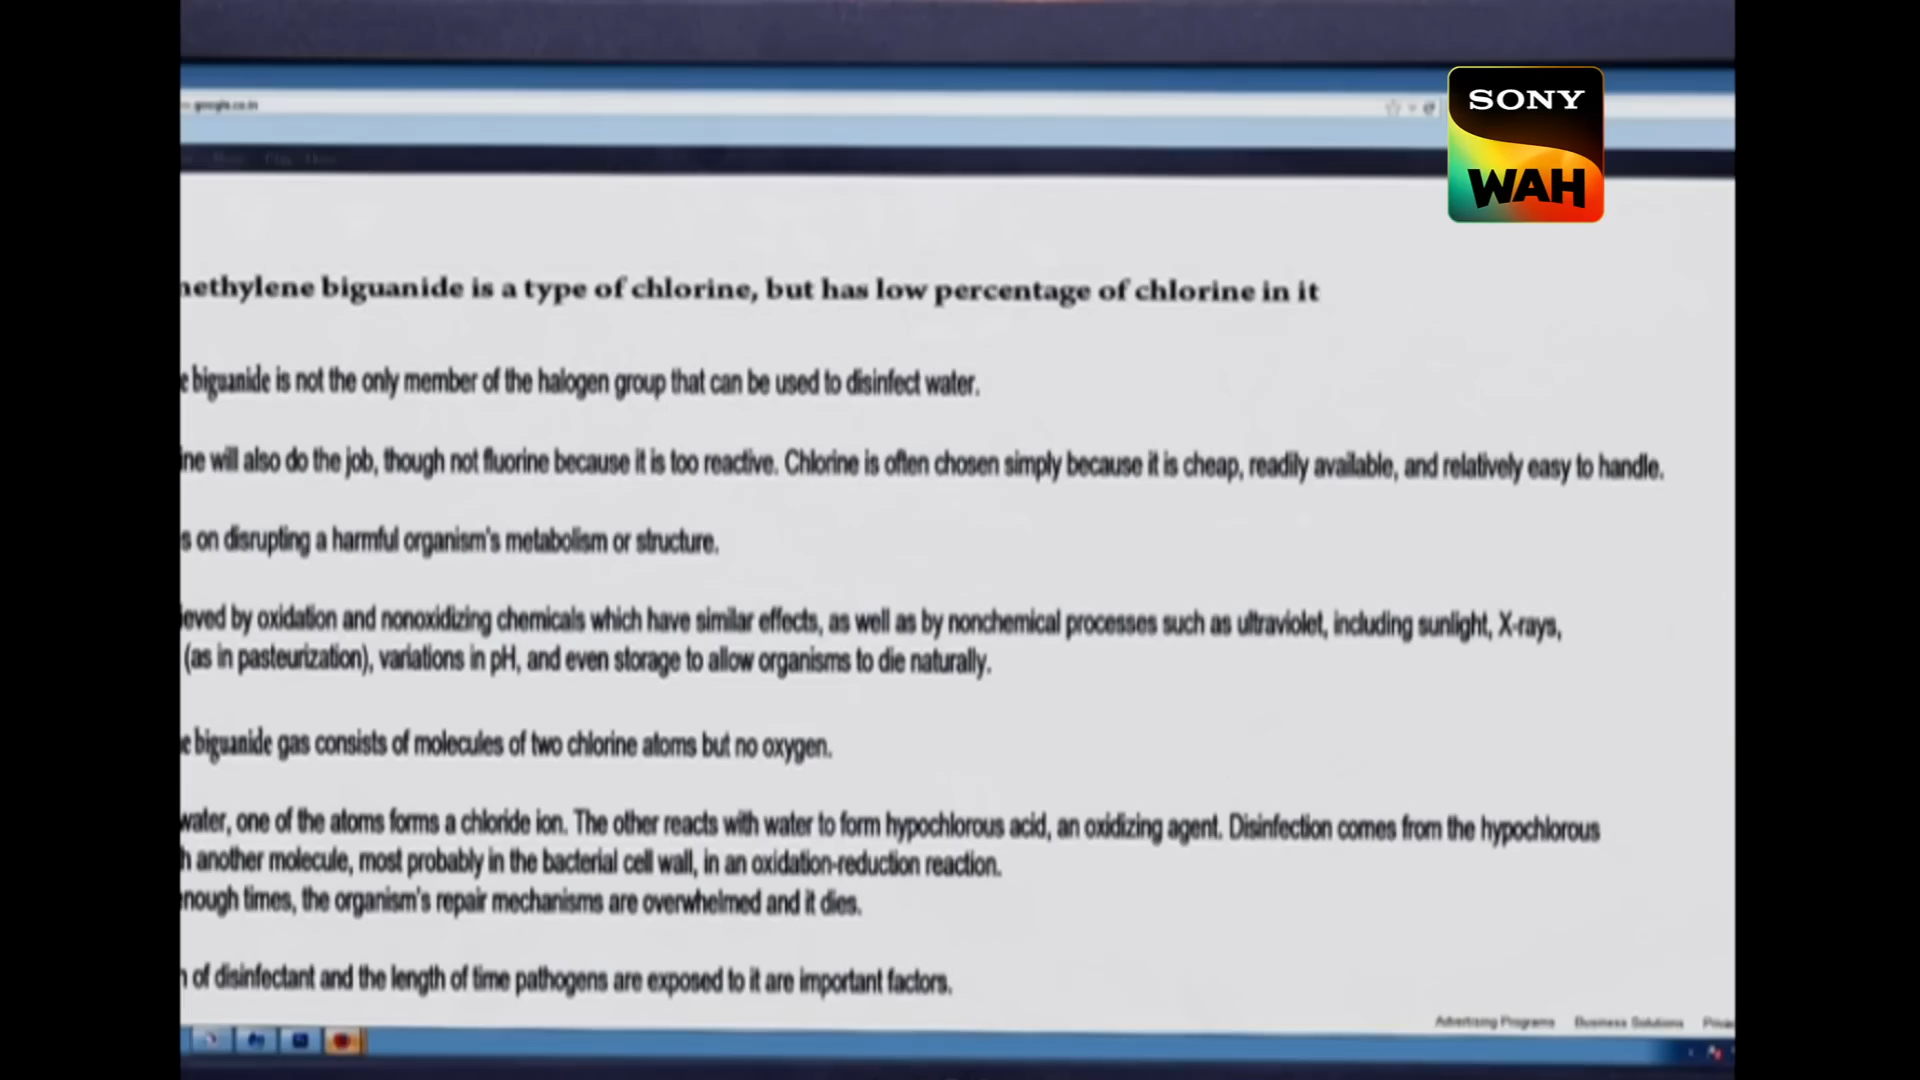 google.co.in
SONY
WAH
methylene biguanide is a type of chlorine, but has low percentage of chlorine in it
e biguanide is not the only member of the halogen group that can be used to disinfect water.
ine will also do the job, though not fluorine because it is too reactive. Chlorine is often chosen simply because it is cheap, readily available, and relatively easy to handle.
s on disrupting a harmful organism's metabolism or structure.
ieved by oxidation and nonoxidizing chemicals which have similar effects, as well as by nonchemical processes such as ultraviolet, including sunlight, X-rays,
(as in pasteurization), variations in pH, and even storage to allow organisms to die naturally.
e biguanide gas consists of molecules of two chlorine atoms but no oxygen.
water, one of the atoms forms a chloride ion. The other reacts with water to form hypochlorous acid, an oxidizing agent. Disinfection comes from the hypochlorous
h another molecule, most probably in the bacterial cell wall, in an oxidation-reduction reaction.
enough times, the organism's repair mechanisms are overwhelmed and it dies.
n of disinfectant and the length of time pathogens are exposed to it are important factors.
Advertising Programs Business Solutions Priva